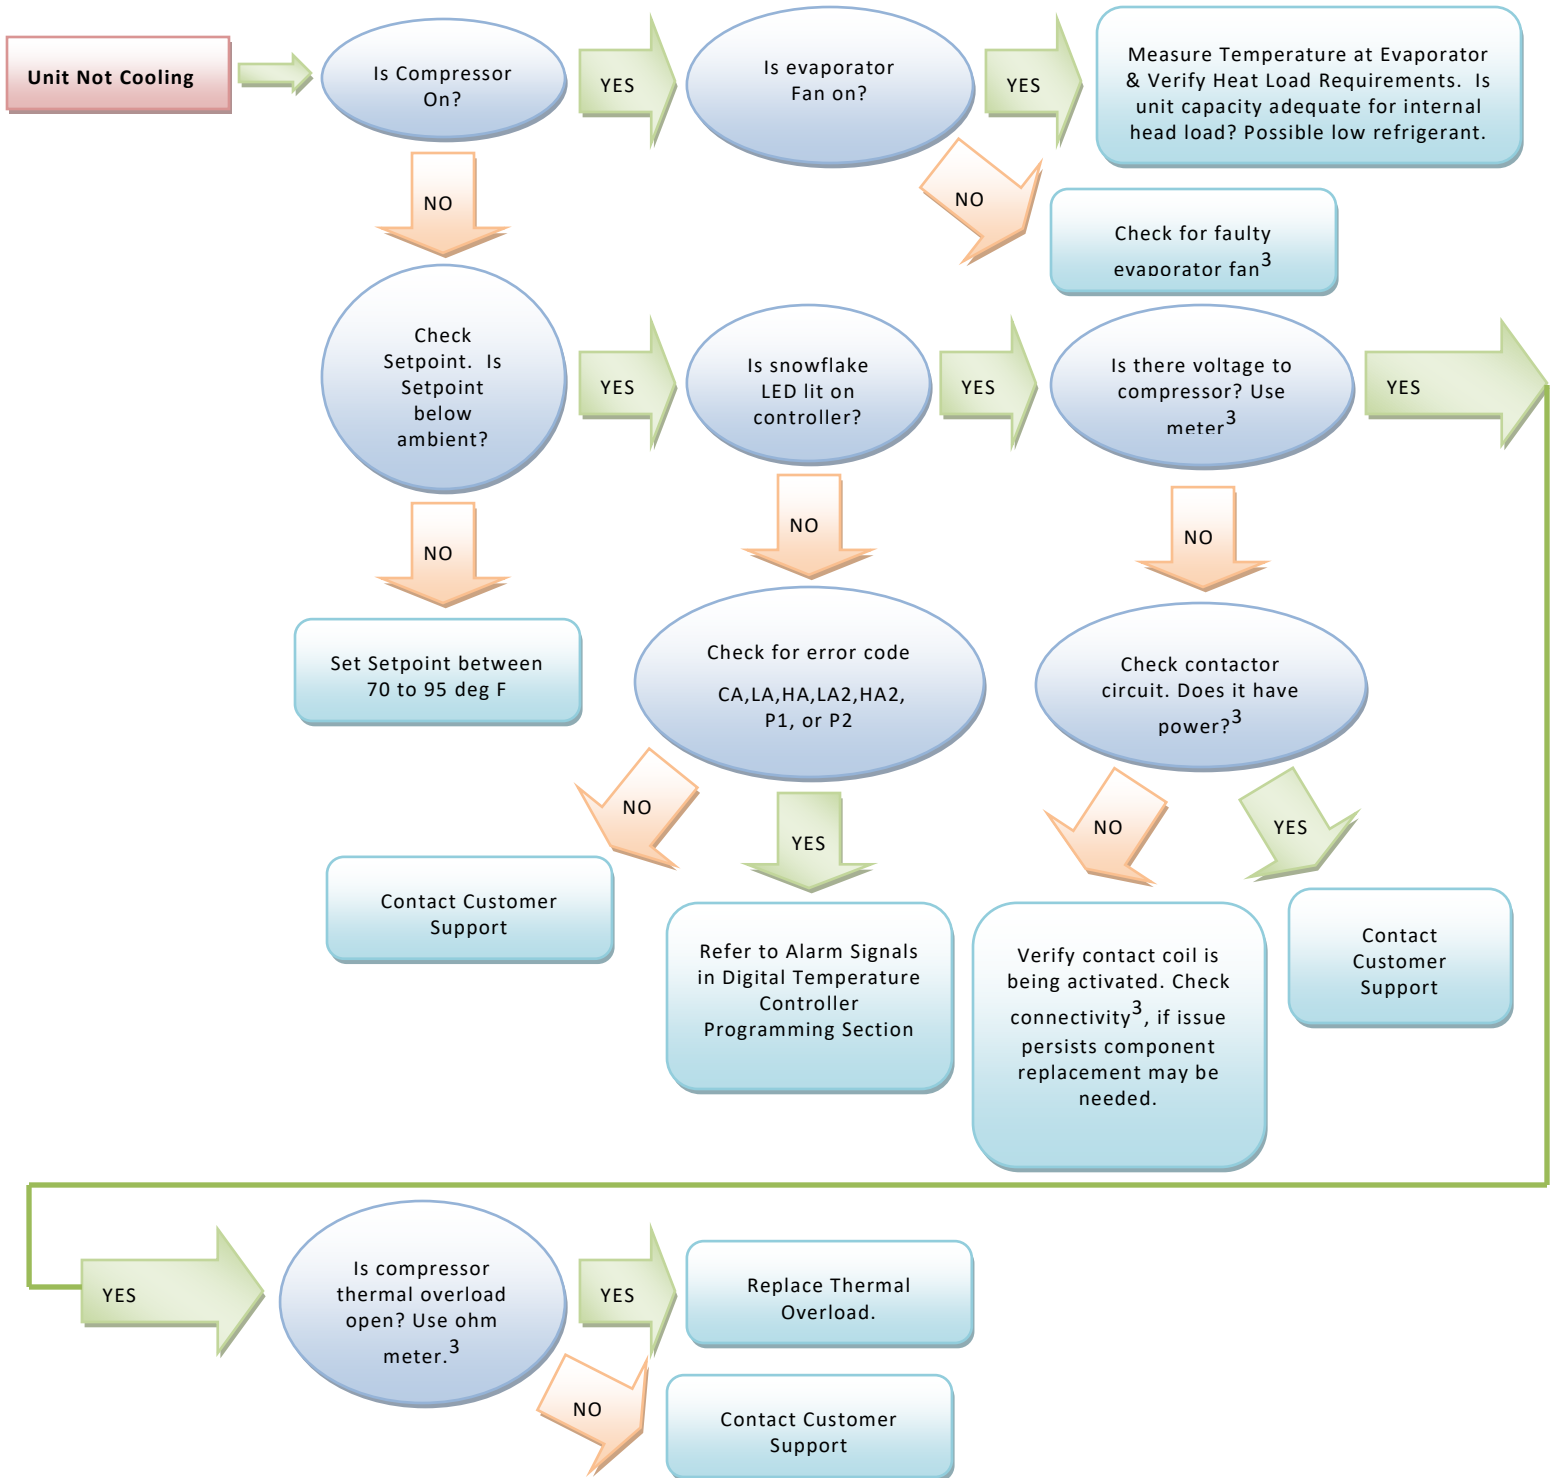 Unit Not Cooling
Is Compressor
On?
YES
Is evaporator
Fan on?
YES
Measure Temperature at Evaporator
& Verify Heat Load Requirements. Is
unit capacity adequate for internal
head load? Possible low refrigerant.
NO
NO
Check for faulty
evaporator fan3
Check
Setpoint. Is
Setpoint
below
ambient?
YES
Is snowflake
LED lit on
controller?
YES
Is there voltage to
compressor? Use
meter3
YES
NO
NO
NO
Set Setpoint between
70 to 95 deg F
Check for error code
CA,LA,HA,LA2,HA2,
P1, or P2
Check contactor
circuit. Does it have
power?3
NO
YES
NO
YES
Contact Customer
Support
Refer to Alarm Signals
in Digital Temperature
Controller
Programming Section
Verify contact coil is
being activated. Check
connectivity3, if issue
persists component
replacement may be
needed.
Contact
Customer
Support
YES
Is compressor
thermal overload
open? Use ohm
meter.3
YES
Replace Thermal
Overload.
NO
Contact Customer
Support